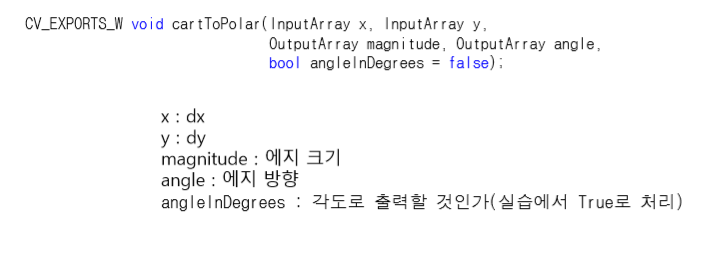 CV_EXPORTS_W void cartToPolar(InputArray x, InputArray y,
OutputArray magnitude, OutputArray angle,
bool angleInDegrees = false);
x : dx
y : dy
magnitude : 에지 크기
angle : 에지 방향
angleInDegrees : 각도로 출력할 것인가(실습에서 True로 처리)